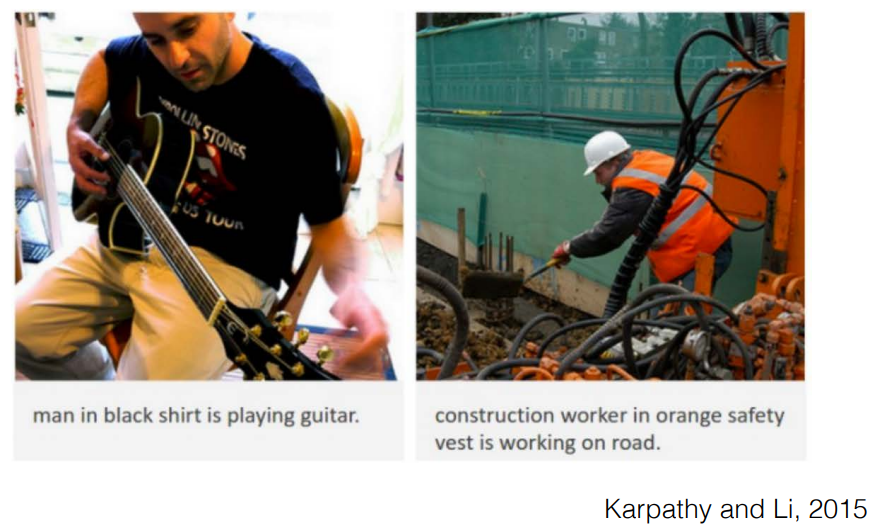 STONES
US TOUR
man in black shirt is playing guitar.
construction worker in orange safety
vest is working on road.
Karpathy and Li, 2015